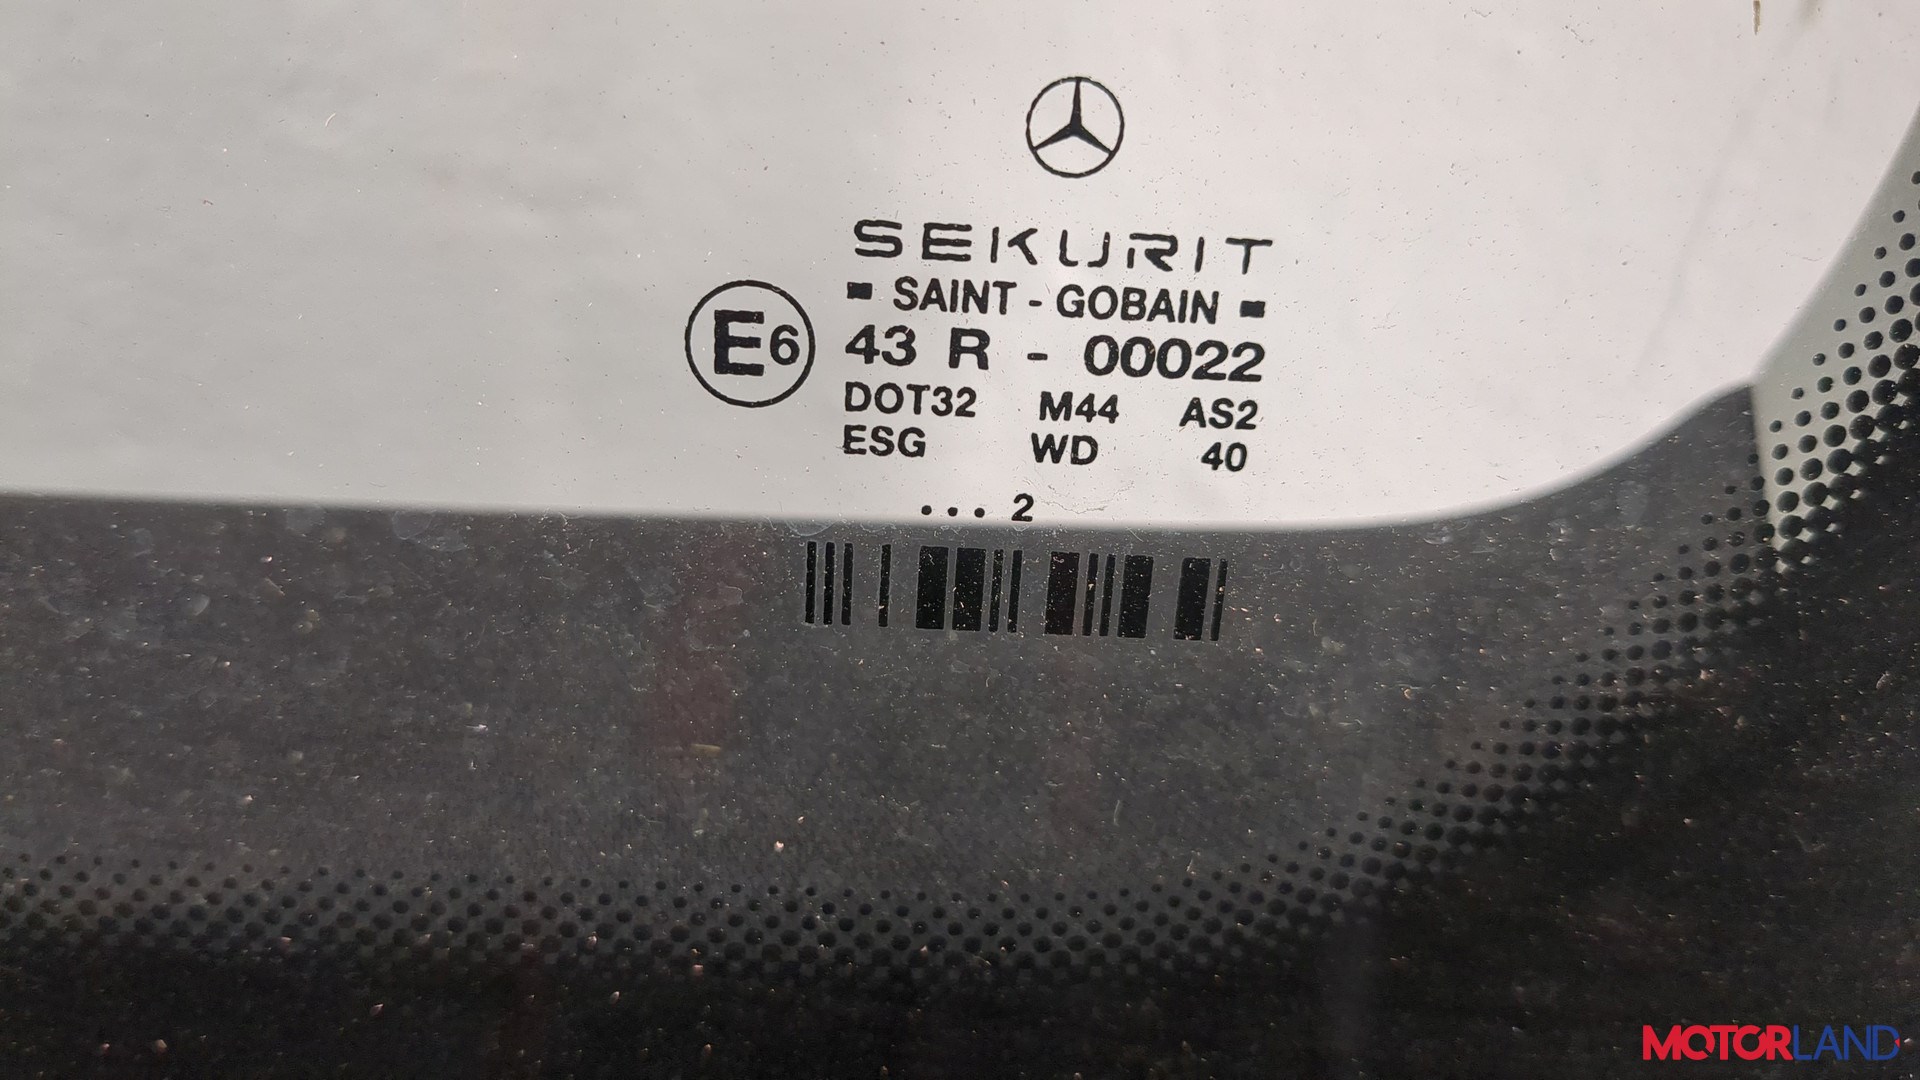 SEKURIT
SAINT - GOBAIN
E6 43 R - 00022
DOT32 M44 AS2
ESG WD 40
... 2
MOTORLAND